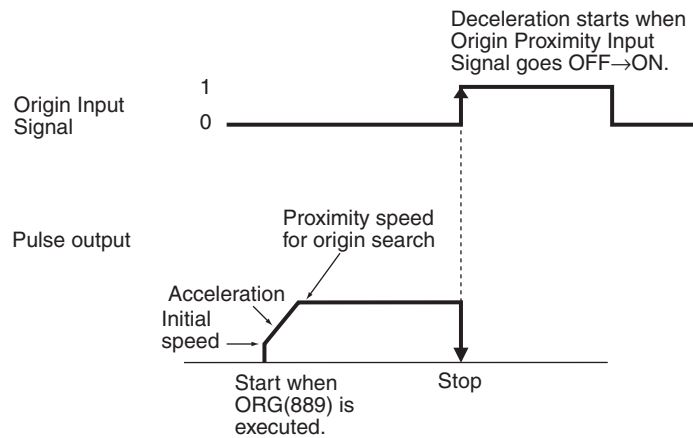 Deceleration starts when
Origin Proximity Input
Signal goes OFF→ON.
Origin Input
Signal
1
0
Pulse output
Proximity speed
for origin search
Acceleration
Initial
speed
Start when
ORG(889) is
executed.
Stop